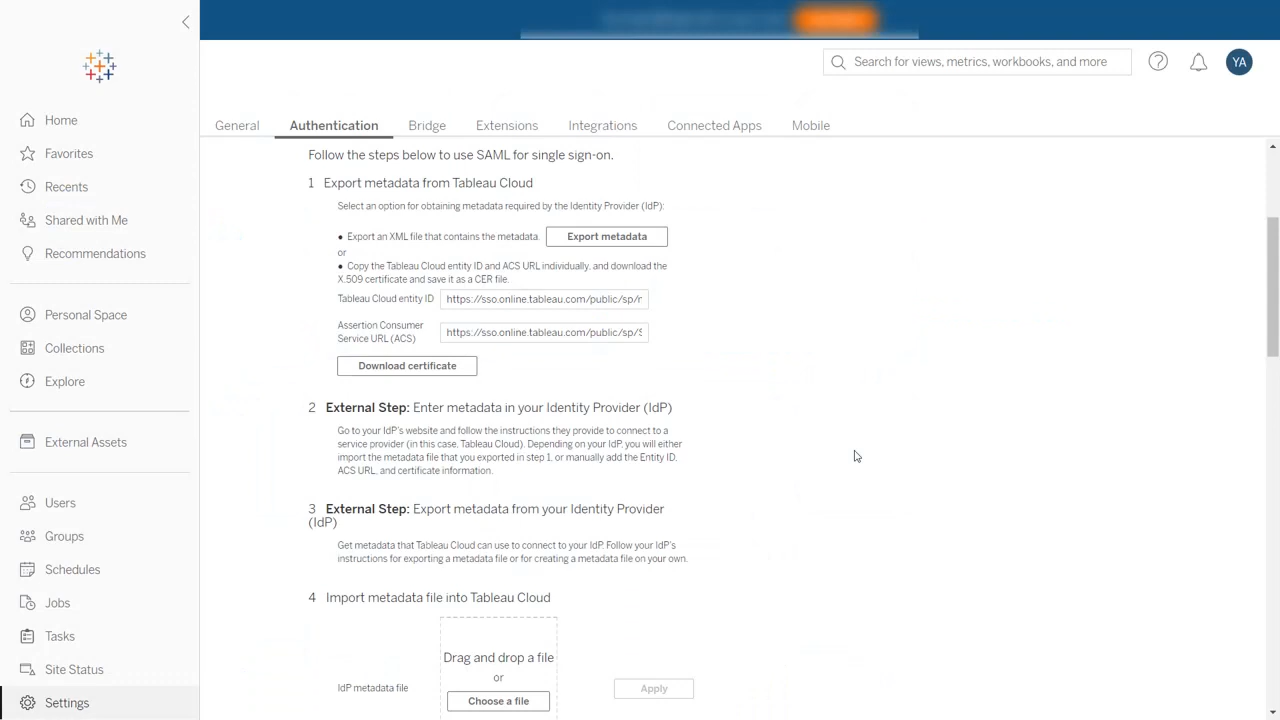 Search for views, metrics, workbooks, and more
YA
Home
Favorites
Recents
Shared with Me
Recommendations
Personal Space
Collections
Explore
External Assets
Users
Groups
Schedules
Jobs
Tasks
Site Status
Settings
General Authentication Bridge Extensions Integrations Connected Apps Mobile
Follow the steps below to use SAML for single sign-on.
1 Export metadata from Tableau Cloud
Select an option for obtaining metadata required by the Identity Provider (IdP):
● Export an XML file that contains the metadata. Export metadata
or
● Copy the Tableau Cloud entity ID and ACS URL individually, and download the
X.509 certificate and save it as a CER file.
Tableau Cloud entity ID https://sso.online.tableau.com/public/sp/r
Assertion Consumer
Service URL (ACS) https://sso.online.tableau.com/public/sp/S
Download certificate
2 External Step: Enter metadata in your Identity Provider (IdP)
Go to your IdP's website and follow the instructions they provide to connect to a
service provider (in this case, Tableau Cloud). Depending on your IdP, you will either
import the metadata file that you exported in step 1, or manually add the Entity ID,
ACS URL, and certificate information.
3 External Step: Export metadata from your Identity Provider
(IdP)
Get metadata that Tableau Cloud can use to connect to your IdP. Follow your IdP's
instructions for exporting a metadata file or for creating a metadata file on your own.
4 Import metadata file into Tableau Cloud
Drag and drop a file
or
IdP metadata file Choose a file Apply